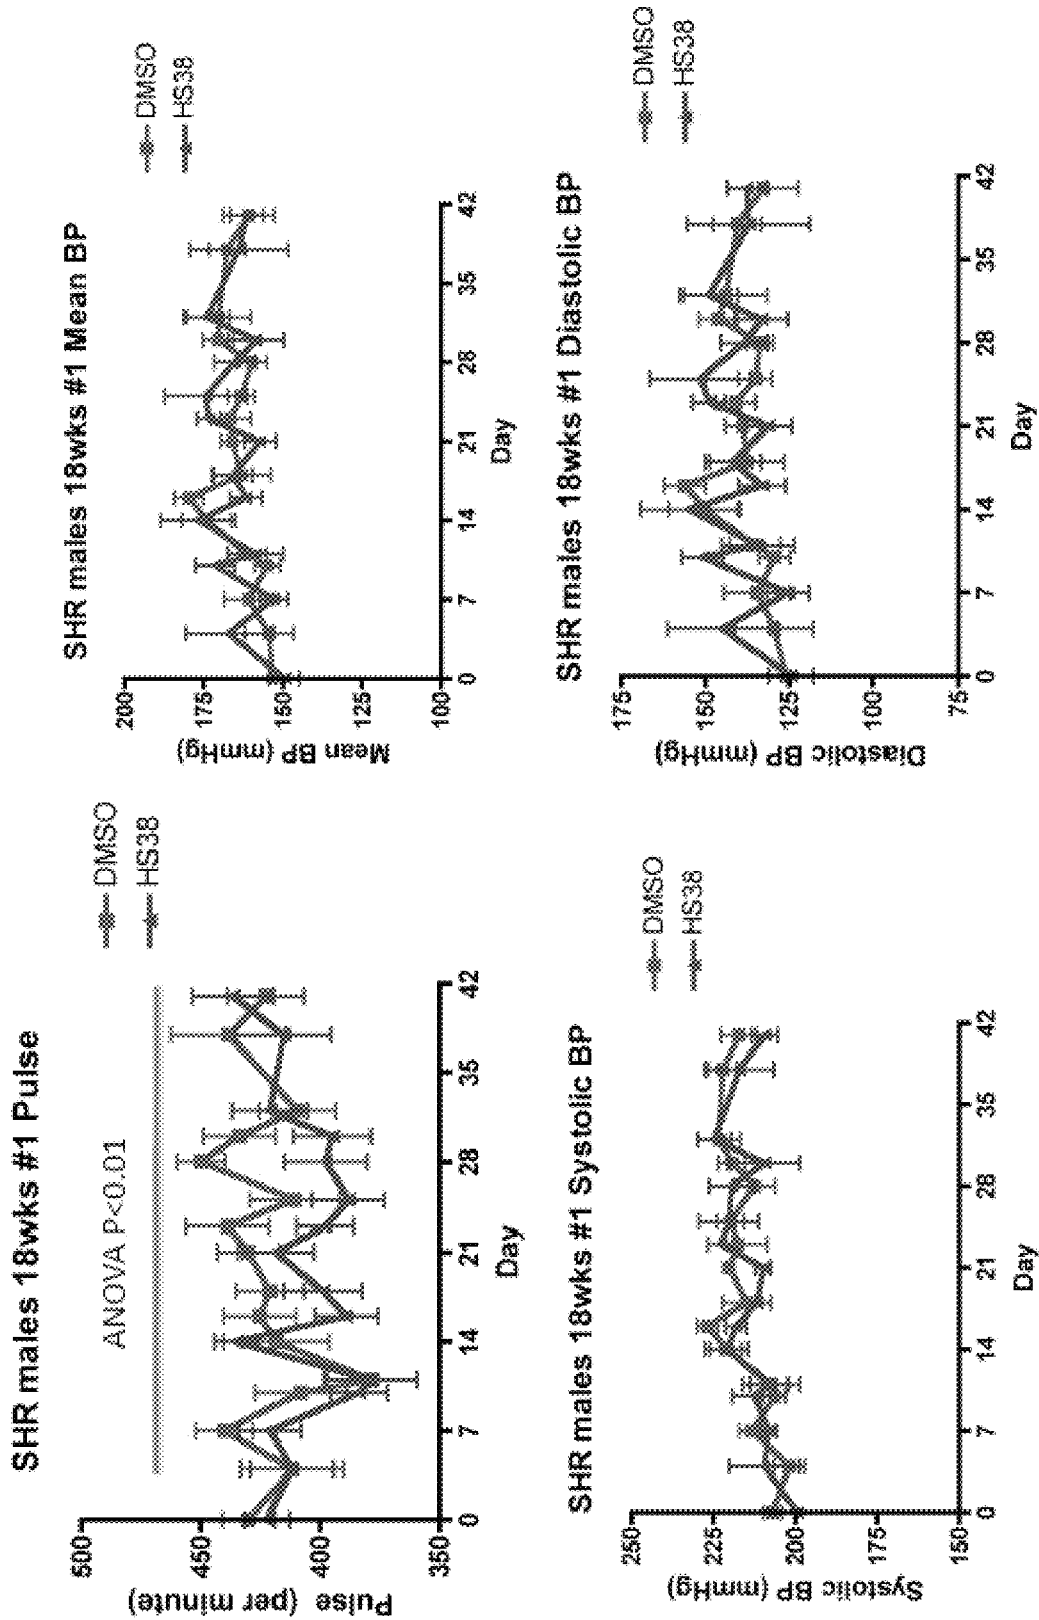 SHR males 18wks #1 Pulse
DMSO
HS38
ANOVA P<0.01
Pulse (per minute)
500
450
400
350
0
7
14
21
28
35
42
Day
SHR males 18wks #1 Mean BP
DMSO
HS38
Mean BP (mmHg)
200
175
150
125
100
0
7
14
21
28
35
42
Day
SHR males 18wks #1 Systolic BP
DMSO
HS38
Systolic BP (mmHg)
250
225
200
175
150
0
7
14
21
28
35
42
Day
SHR males 18wks #1 Diastolic BP
DMSO
HS38
Diastolic BP (mmHg)
175
150
125
100
75
0
7
14
21
28
35
42
Day